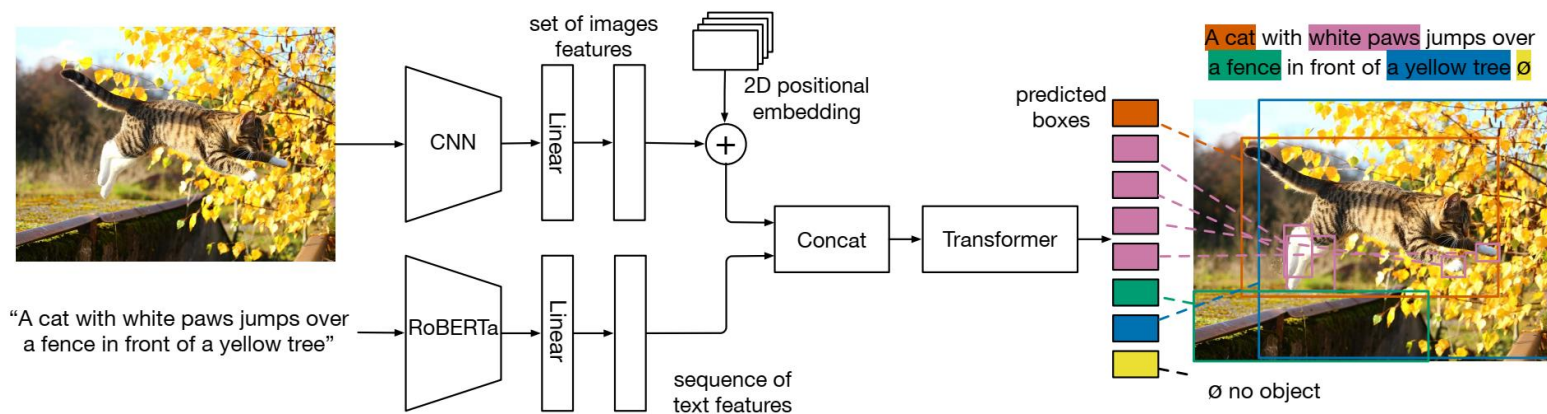 set of images
features
2D positional
embedding
CNN
Linear
+
Concat
Transformer
predicted
boxes
A cat with white paws jumps over
a fence in front of a yellow tree ø
“A cat with white paws jumps over
a fence in front of a yellow tree”
RoBERTa
Linear
sequence of
text features
ø no object